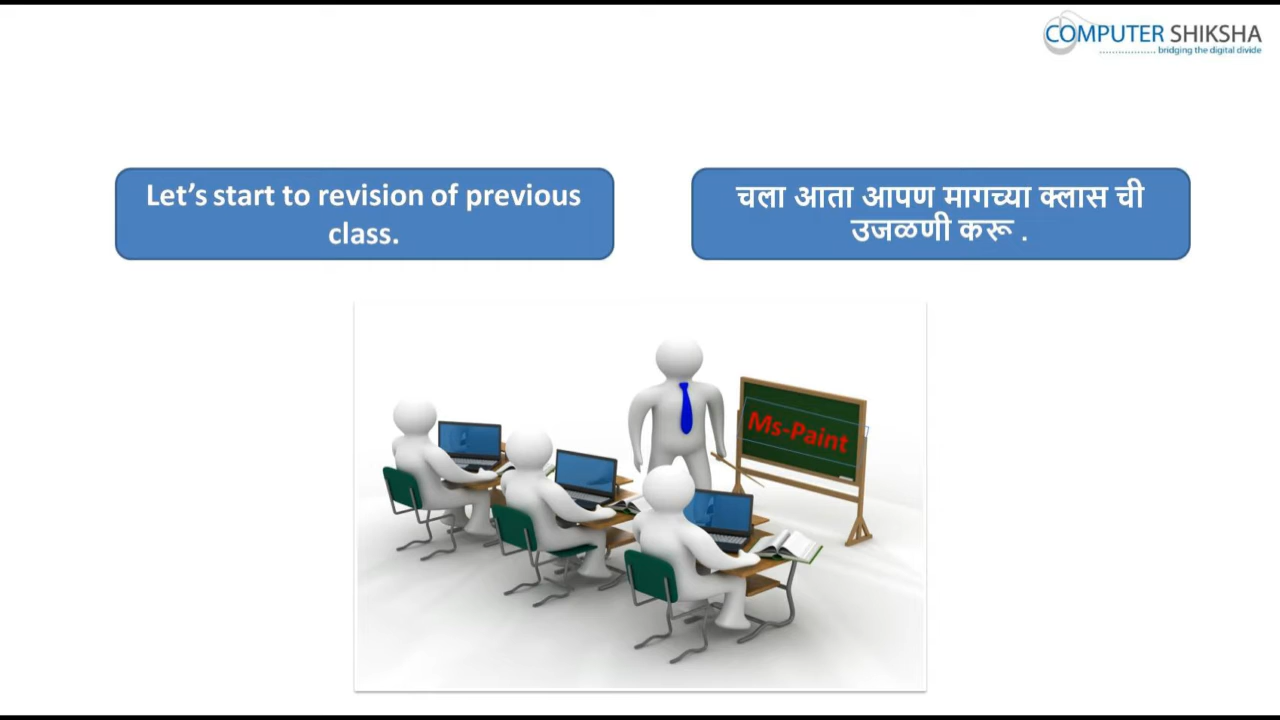 COMPUTER SHIKSHA
bridging the digital divide
Let's start to revision of previous
class.
चला आता आपण मागच्या क्लास ची
उजळणी करू .
Ms-Paint